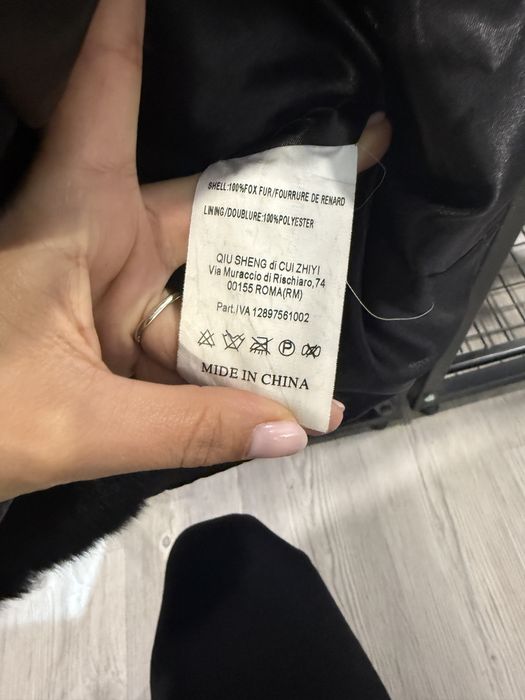 SHELL:100%FOX FUR/FOURRURE DE RENARD
LINING/DOUBLURE:100%POLYESTER
QIU SHENG di CUI ZHIYI
Via Muraccio di Rischiaro,74
00155 ROMA(RM)
Part.IVA 12897561002
P
MIDE IN CHINA